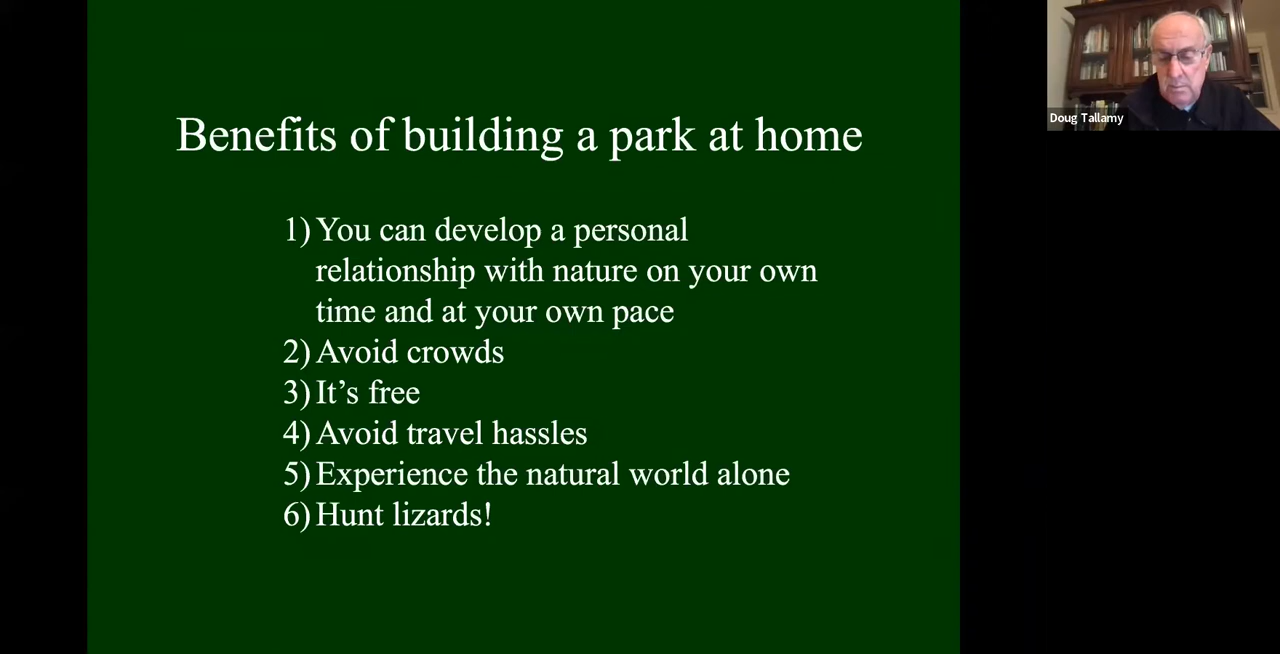 Benefits of building a park at home
1) You can develop a personal
relationship with nature on your own
time and at your own pace
2) Avoid crowds
3) It’s free
4) Avoid travel hassles
5) Experience the natural world alone
6) Hunt lizards!
Doug Tallamy